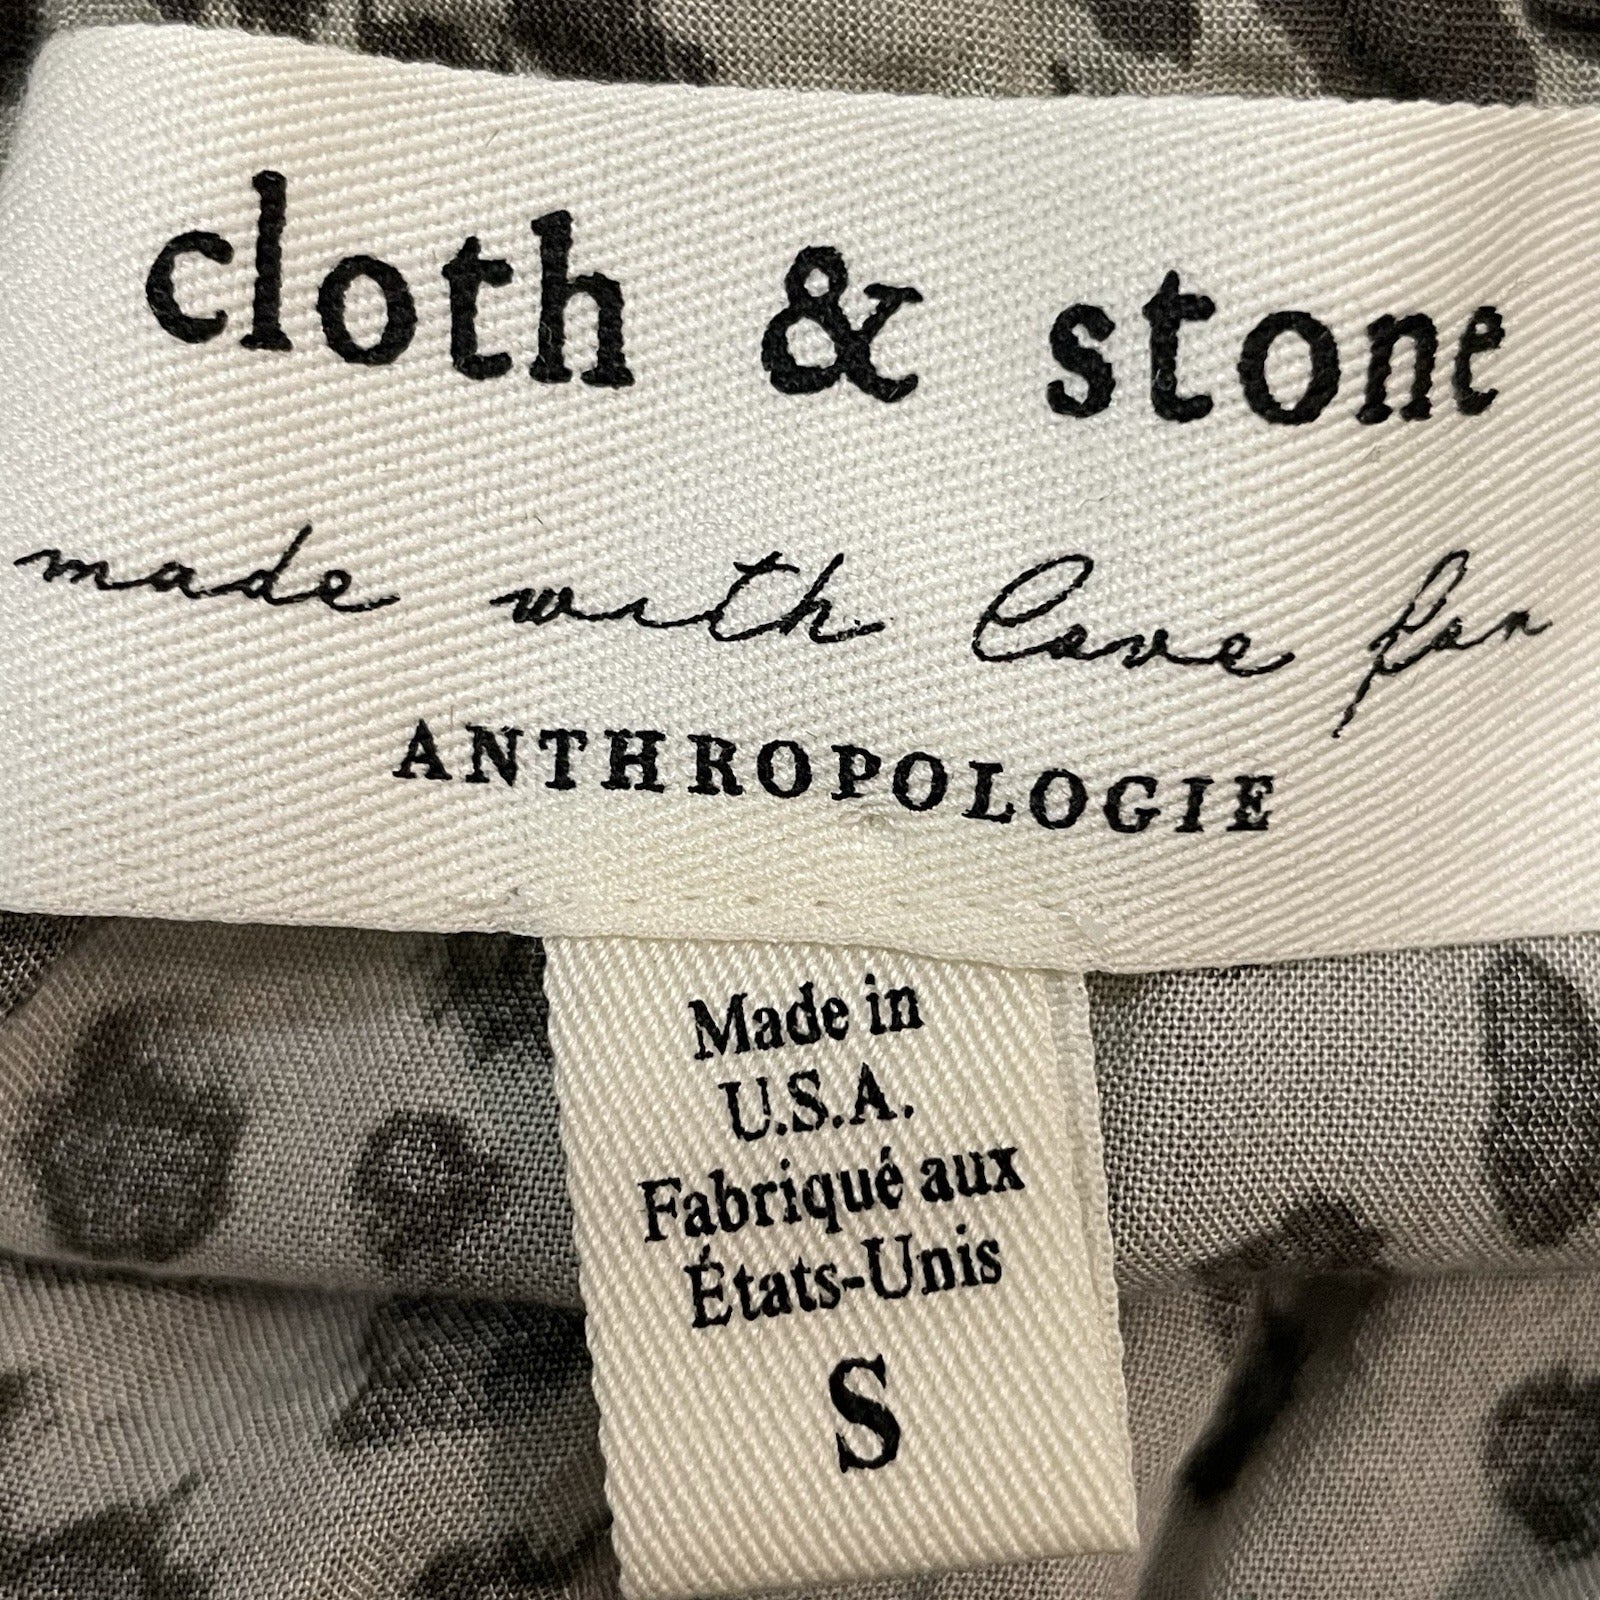 cloth & stone
made with love for
ANTHROPOLOGIE
Made in
U.S.A.
Fabriqué aux
États-Unis
S